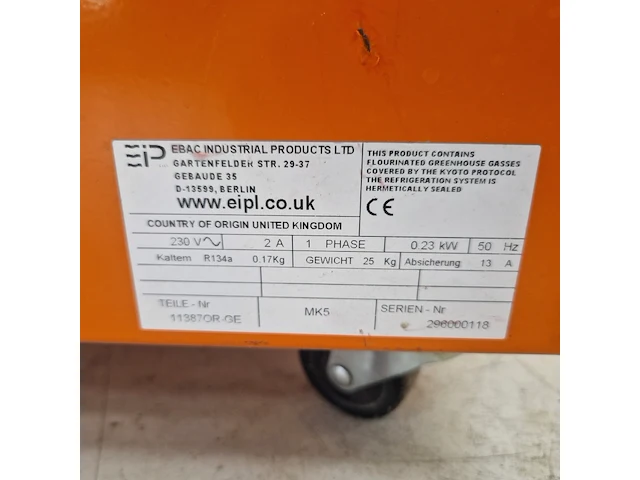 EIP EBAC INDUSTRIAL PRODUCTS LTD
GARTENFELDER STR. 29-37
GEBAUDE 35
D-13599, BERLIN
www.eipl.co.uk
COUNTRY OF ORIGIN UNITED KINGDOM
THIS PRODUCT CONTAINS
FLOURINATED GREENHOUSE GASSES
COVERED BY THE KYOTO PROTOCOL
THE REFRIGERATION SYSTEM IS
HERMETICALLY SEALED
CE
230 V~ 2 A 1 PHASE 0.23 kW 50 Hz
Kaltem R134a 0.17Kg GEWICHT 25 Kg Absicherung 13 A
TEILE - Nr
11387OR-GE
MK5
SERIEN - Nr
296000118